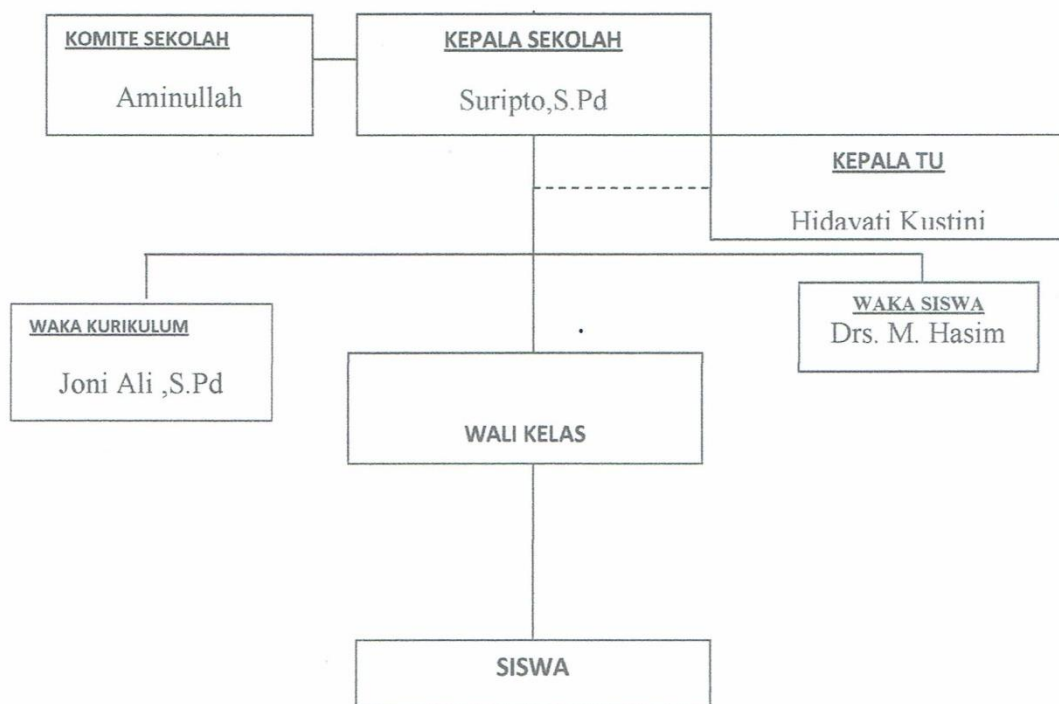 KOMITE SEKOLAH
Aminullah
KEPALA SEKOLAH
Suripto,S.Pd
KEPALA TU
Hidayati Kustini
WAKA KURIKULUM
Joni Ali ,S.Pd
WAKA SISWA
Drs. M. Hasim
WALI KELAS
SISWA